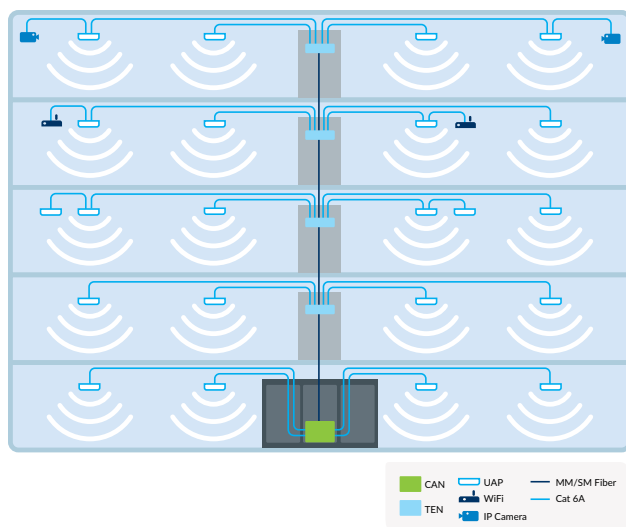 CAN
UAP
MM/SM Fiber
WiFi
Cat 6A
TEN
IP Camera